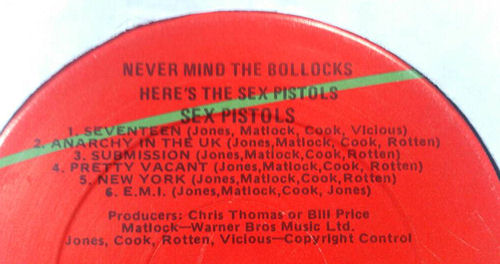 NEVER MIND THE BOLLOCKS
HERE'S THE SEX PISTOLS
SEX PISTOLS
1. SEVENTEEN (Jones, Matlock, Cook, Vicious)
2. ANARCHY IN THE UK (Jones,Matlock, Cook, Rotten)
3. SUBMISSION (Jones,Matlock,Cook, Rotten)
4. PRETTY VACANT (Jones,Matlock,Cook,Rotten)
5. NEW YORK (Jones,Matlock,Cook,Rotten)
6. E.M.I. (Jones,Matlock,Cook, Jones)
Producers: Chris Thomas or Bill Price
Matlock—Warner Bros Music Ltd.
Jones, Cook, Rotten, Vicious—Copyright Control